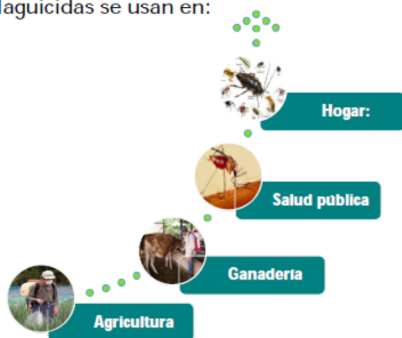 laguicidas se usan en:
Hogar:
Salud pública
Ganadería
Agricultura